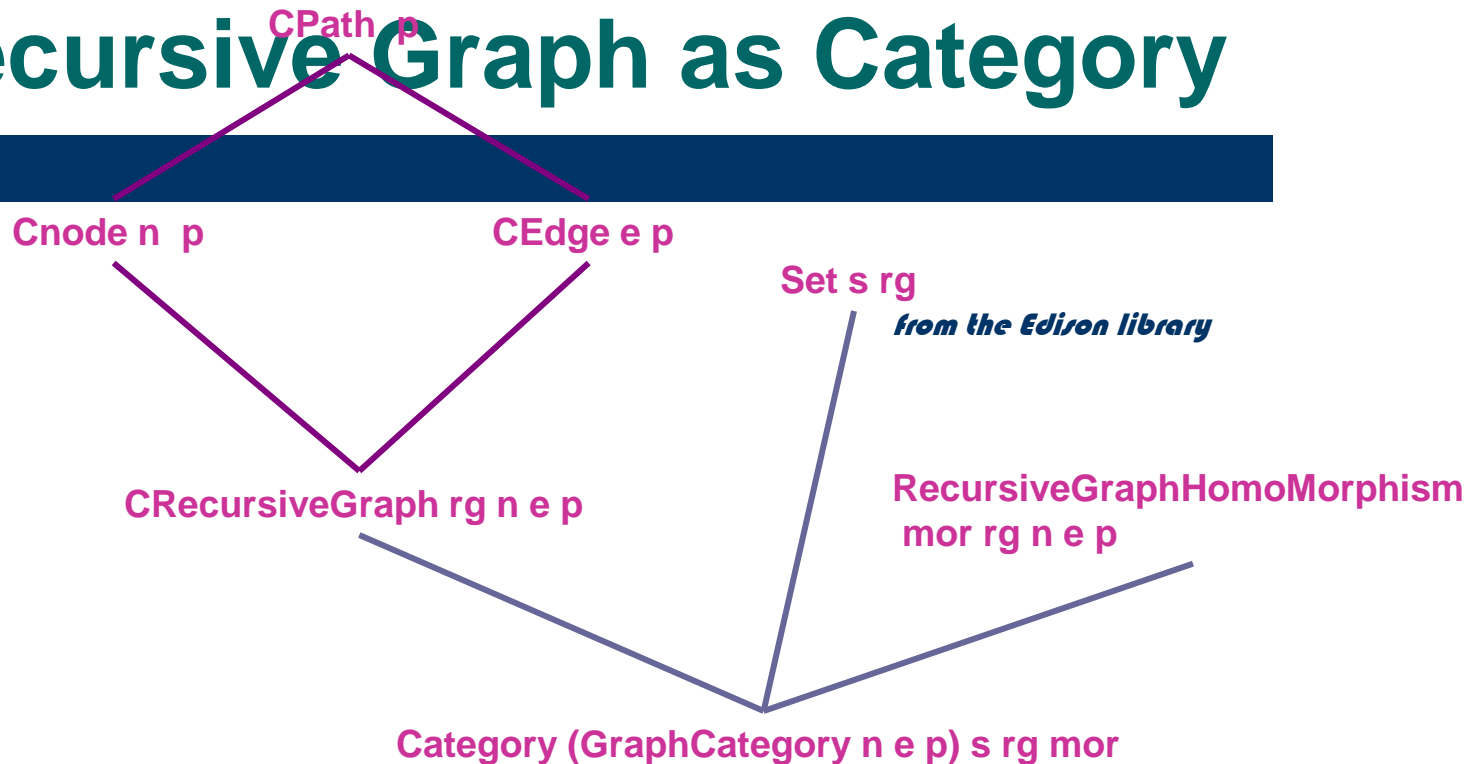 ecursive Graph as Category
CPath p
Cnode n p
CEdge e p
Set s rg
from the Edison library
CRecursiveGraph rg n e p
RecursiveGraphHomoMorphism
mor rg n e p
Category (GraphCategory n e p) s rg mor